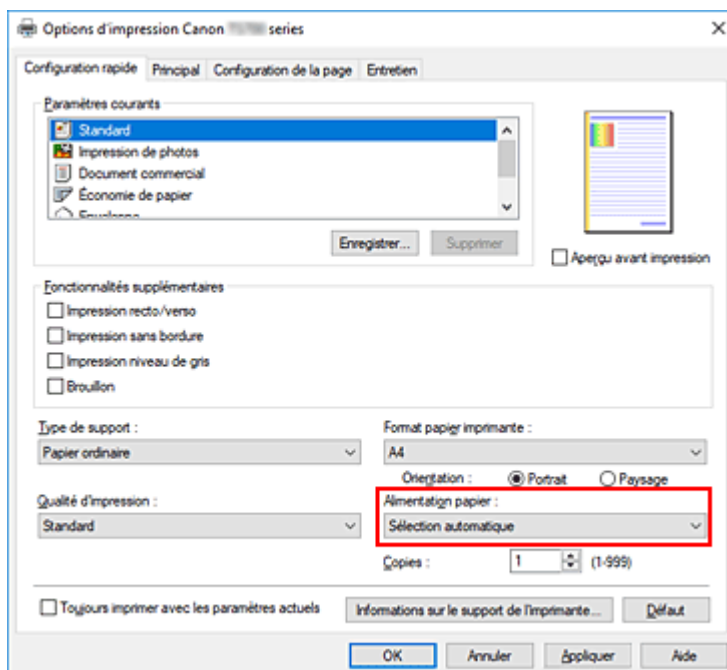 Options d'impression Canon series
Configuration rapide Principal Configuration de la page Entretien
Paramètres courants
Standard
Impression de photos
Document commercial
Économie de papier
Enregistrer... Supprimer
Aperçu avant impression
Fonctionnalités supplémentaires
Impression recto/verso
Impression sans bordure
Impression niveau de gris
Brouillon
Type de support :
Papier ordinaire
Format papier imprimante :
A4
Orientation : Portrait Paysage
Qualité d'impression :
Standard
Alimentation papier :
Sélection automatique
Copies : 1 (1-999)
Toujours imprimer avec les paramètres actuels
Informations sur le support de l'imprimante... Défaut
OK Annuler Appliquer Aide